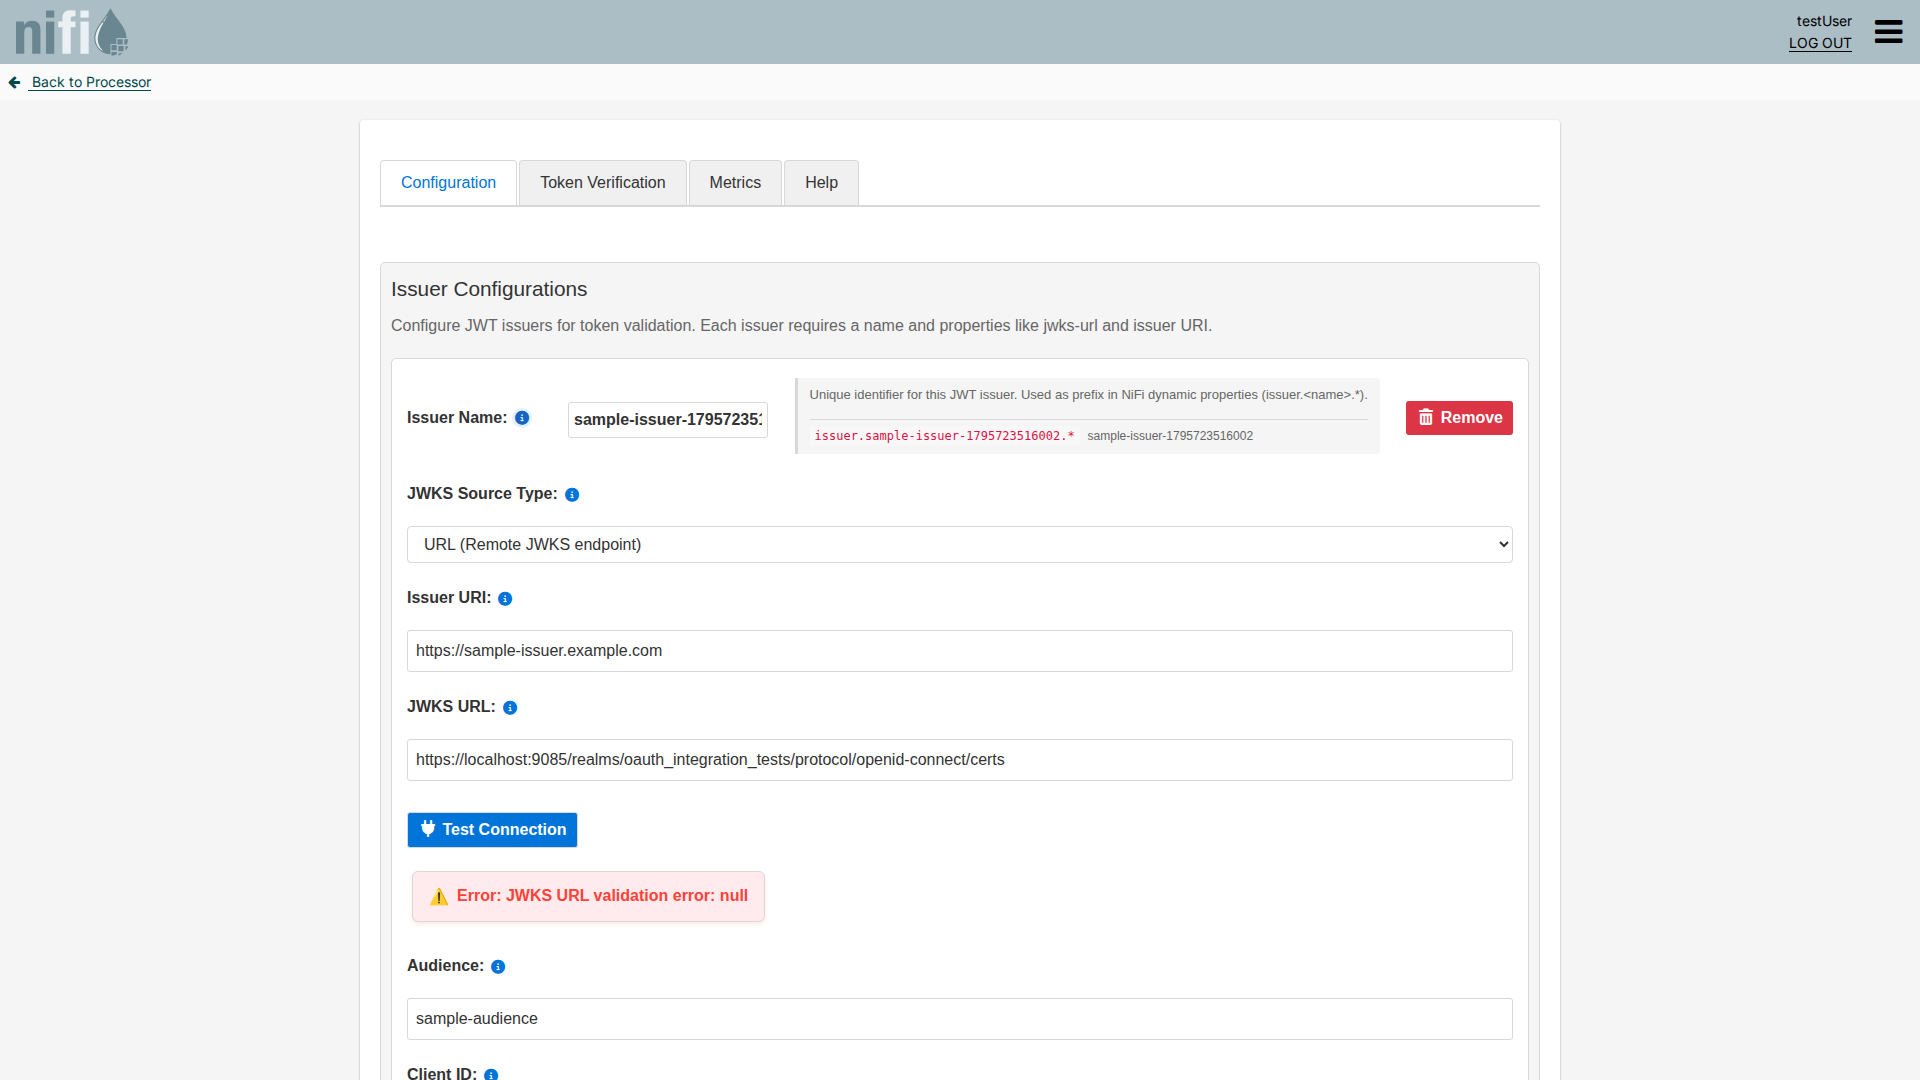 nifi
testUser
LOG OUT
Back to Processor
Configuration
Token Verification
Metrics
Help
Issuer Configurations
Configure JWT issuers for token validation. Each issuer requires a name and properties like jwks-url and issuer URI.
Issuer Name:
sample-issuer-179572351
Unique identifier for this JWT issuer. Used as prefix in NiFi dynamic properties (issuer.<name>.*).
issuer.sample-issuer-1795723516002.* sample-issuer-1795723516002
Remove
JWKS Source Type:
URL (Remote JWKS endpoint)
Issuer URI:
https://sample-issuer.example.com
JWKS URL:
https://localhost:9085/realms/oauth_integration_tests/protocol/openid-connect/certs
Test Connection
Error: JWKS URL validation error: null
Audience:
sample-audience
Client ID: